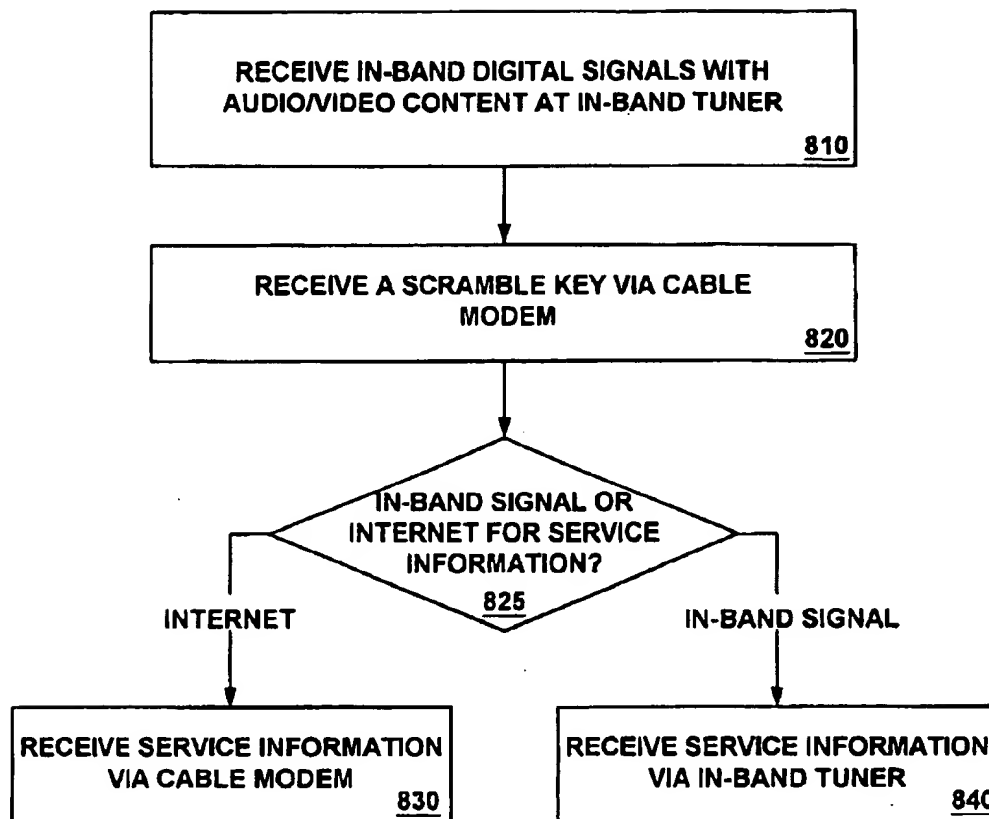 RECEIVE IN-BAND DIGITAL SIGNALS WITH
AUDIO/VIDEO CONTENT AT IN-BAND TUNER
810
RECEIVE A SCRAMBLE KEY VIA CABLE
MODEM
820
IN-BAND SIGNAL OR
INTERNET FOR SERVICE
INFORMATION?
825
INTERNET
IN-BAND SIGNAL
RECEIVE SERVICE INFORMATION
VIA CABLE MODEM
830
RECEIVE SERVICE INFORMATION
VIA IN-BAND TUNER
840